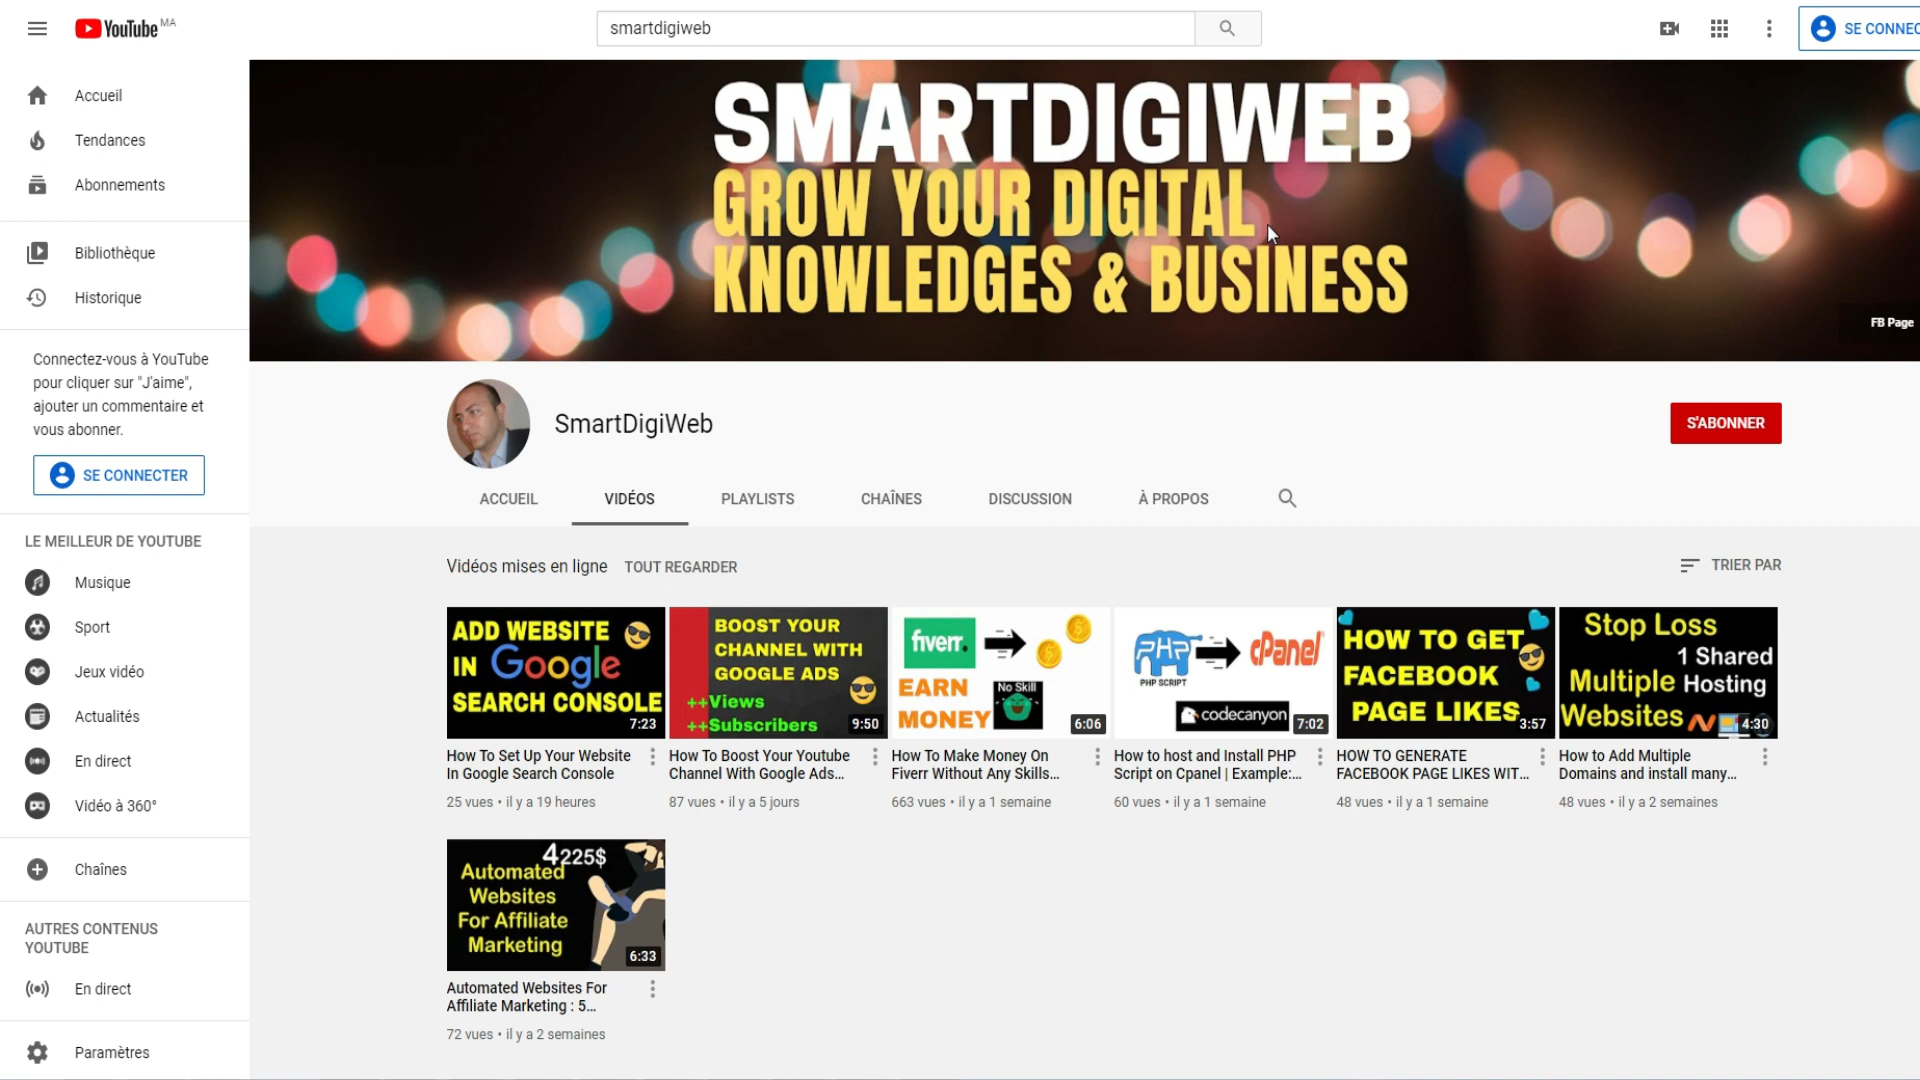 YouTube MA
smartdigiweb
SE CONNEC
Accueil
Tendances
Abonnements
Bibliothèque
Historique
Connectez-vous à YouTube
pour cliquer sur "J'aime",
ajouter un commentaire et
vous abonner.
SE CONNECTER
LE MEILLEUR DE YOUTUBE
Musique
Sport
Jeux vidéo
Actualités
En direct
Vidéo à 360°
Chaînes
AUTRES CONTENUS
YOUTUBE
En direct
Paramètres
SMARTDIGIWEB
GROW YOUR DIGITAL
KNOWLEDGES & BUSINESS
FB Page
SmartDigiWeb
S'ABONNER
ACCUEIL
VIDÉOS
PLAYLISTS
CHAÎNES
DISCUSSION
À PROPOS
Vidéos mises en ligne
TOUT REGARDER
TRIER PAR
ADD WEBSITE
IN Google
SEARCH CONSOLE
7:23
How To Set Up Your Website
In Google Search Console
25 vues • il y a 19 heures
BOOST YOUR
CHANNEL WITH
GOOGLE ADS
++Views
++Subscribers
9:50
How To Boost Your Youtube
Channel With Google Ads...
87 vues • il y a 5 jours
fiverr.
EARN
MONEY
No Skill
6:06
How To Make Money On
Fiverr Without Any Skills...
663 vues • il y a 1 semaine
PHP
PHP SCRIPT
cPanel
codecanyon
7:02
How to host and Install PHP
Script on Cpanel | Example:...
60 vues • il y a 1 semaine
HOW TO GET
FACEBOOK
PAGE LIKES
3:57
HOW TO GENERATE
FACEBOOK PAGE LIKES WIT...
48 vues • il y a 1 semaine
Stop Loss
1 Shared
Multiple Hosting
Websites
4:30
How to Add Multiple
Domains and install many...
48 vues • il y a 2 semaines
4225$
Automated
Websites
For Affiliate
Marketing
6:33
Automated Websites For
Affiliate Marketing : 5...
72 vues • il y a 2 semaines